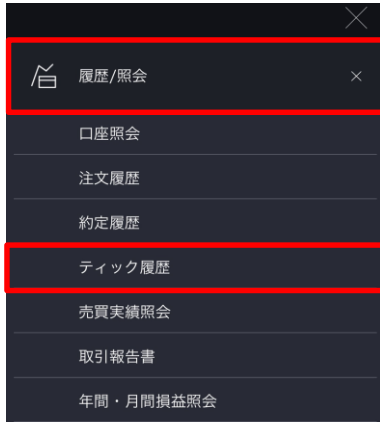 履歴/照会
口座照会
注文履歴
約定履歴
ティック履歴
売買実績照会
取引報告書
年間・月間損益照会